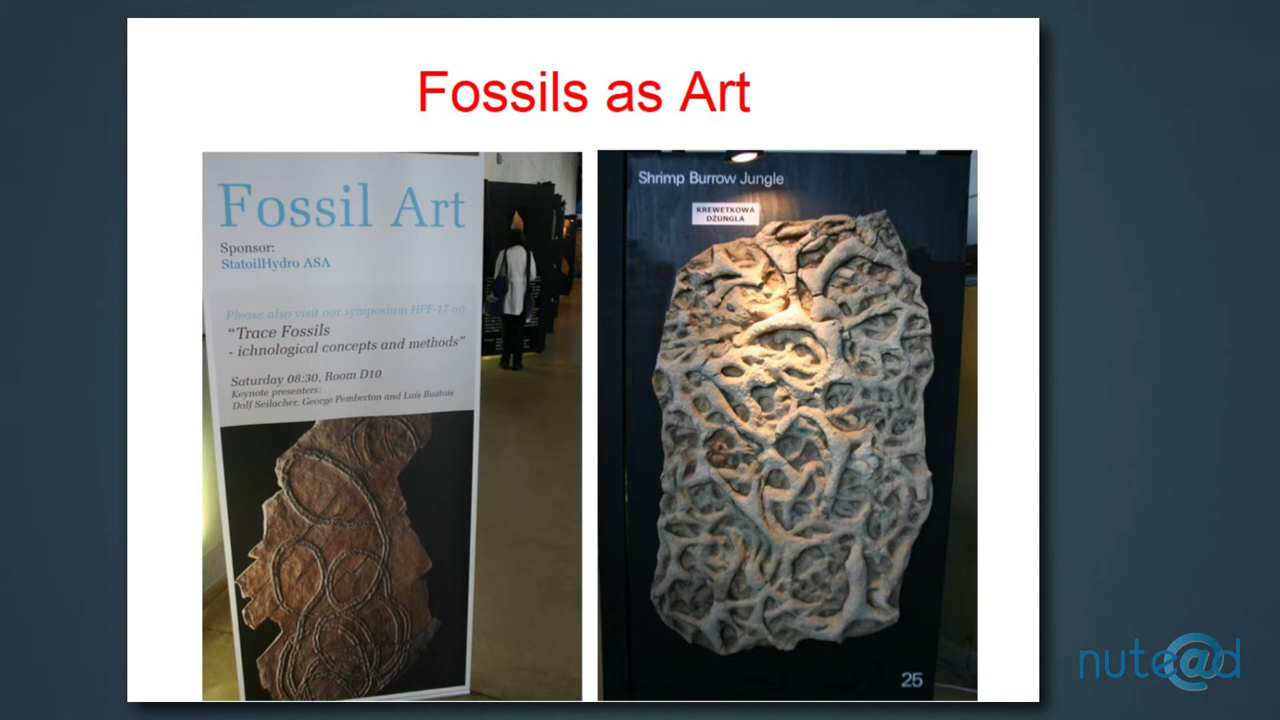 Fossils as Art
Fossil Art
Sponsor:
StatoilHydro ASA
Please also visit our symposium HPF-17 on
“Trace Fossils
- ichnological concepts and methods”
Saturday 08:30, Room D10
Keynote presenters:
Dolf Seilacher, George Pemberton and Luis Buatois
Shrimp Burrow Jungle
KREWETKOWA
DŻUNGLA
25
nute@d